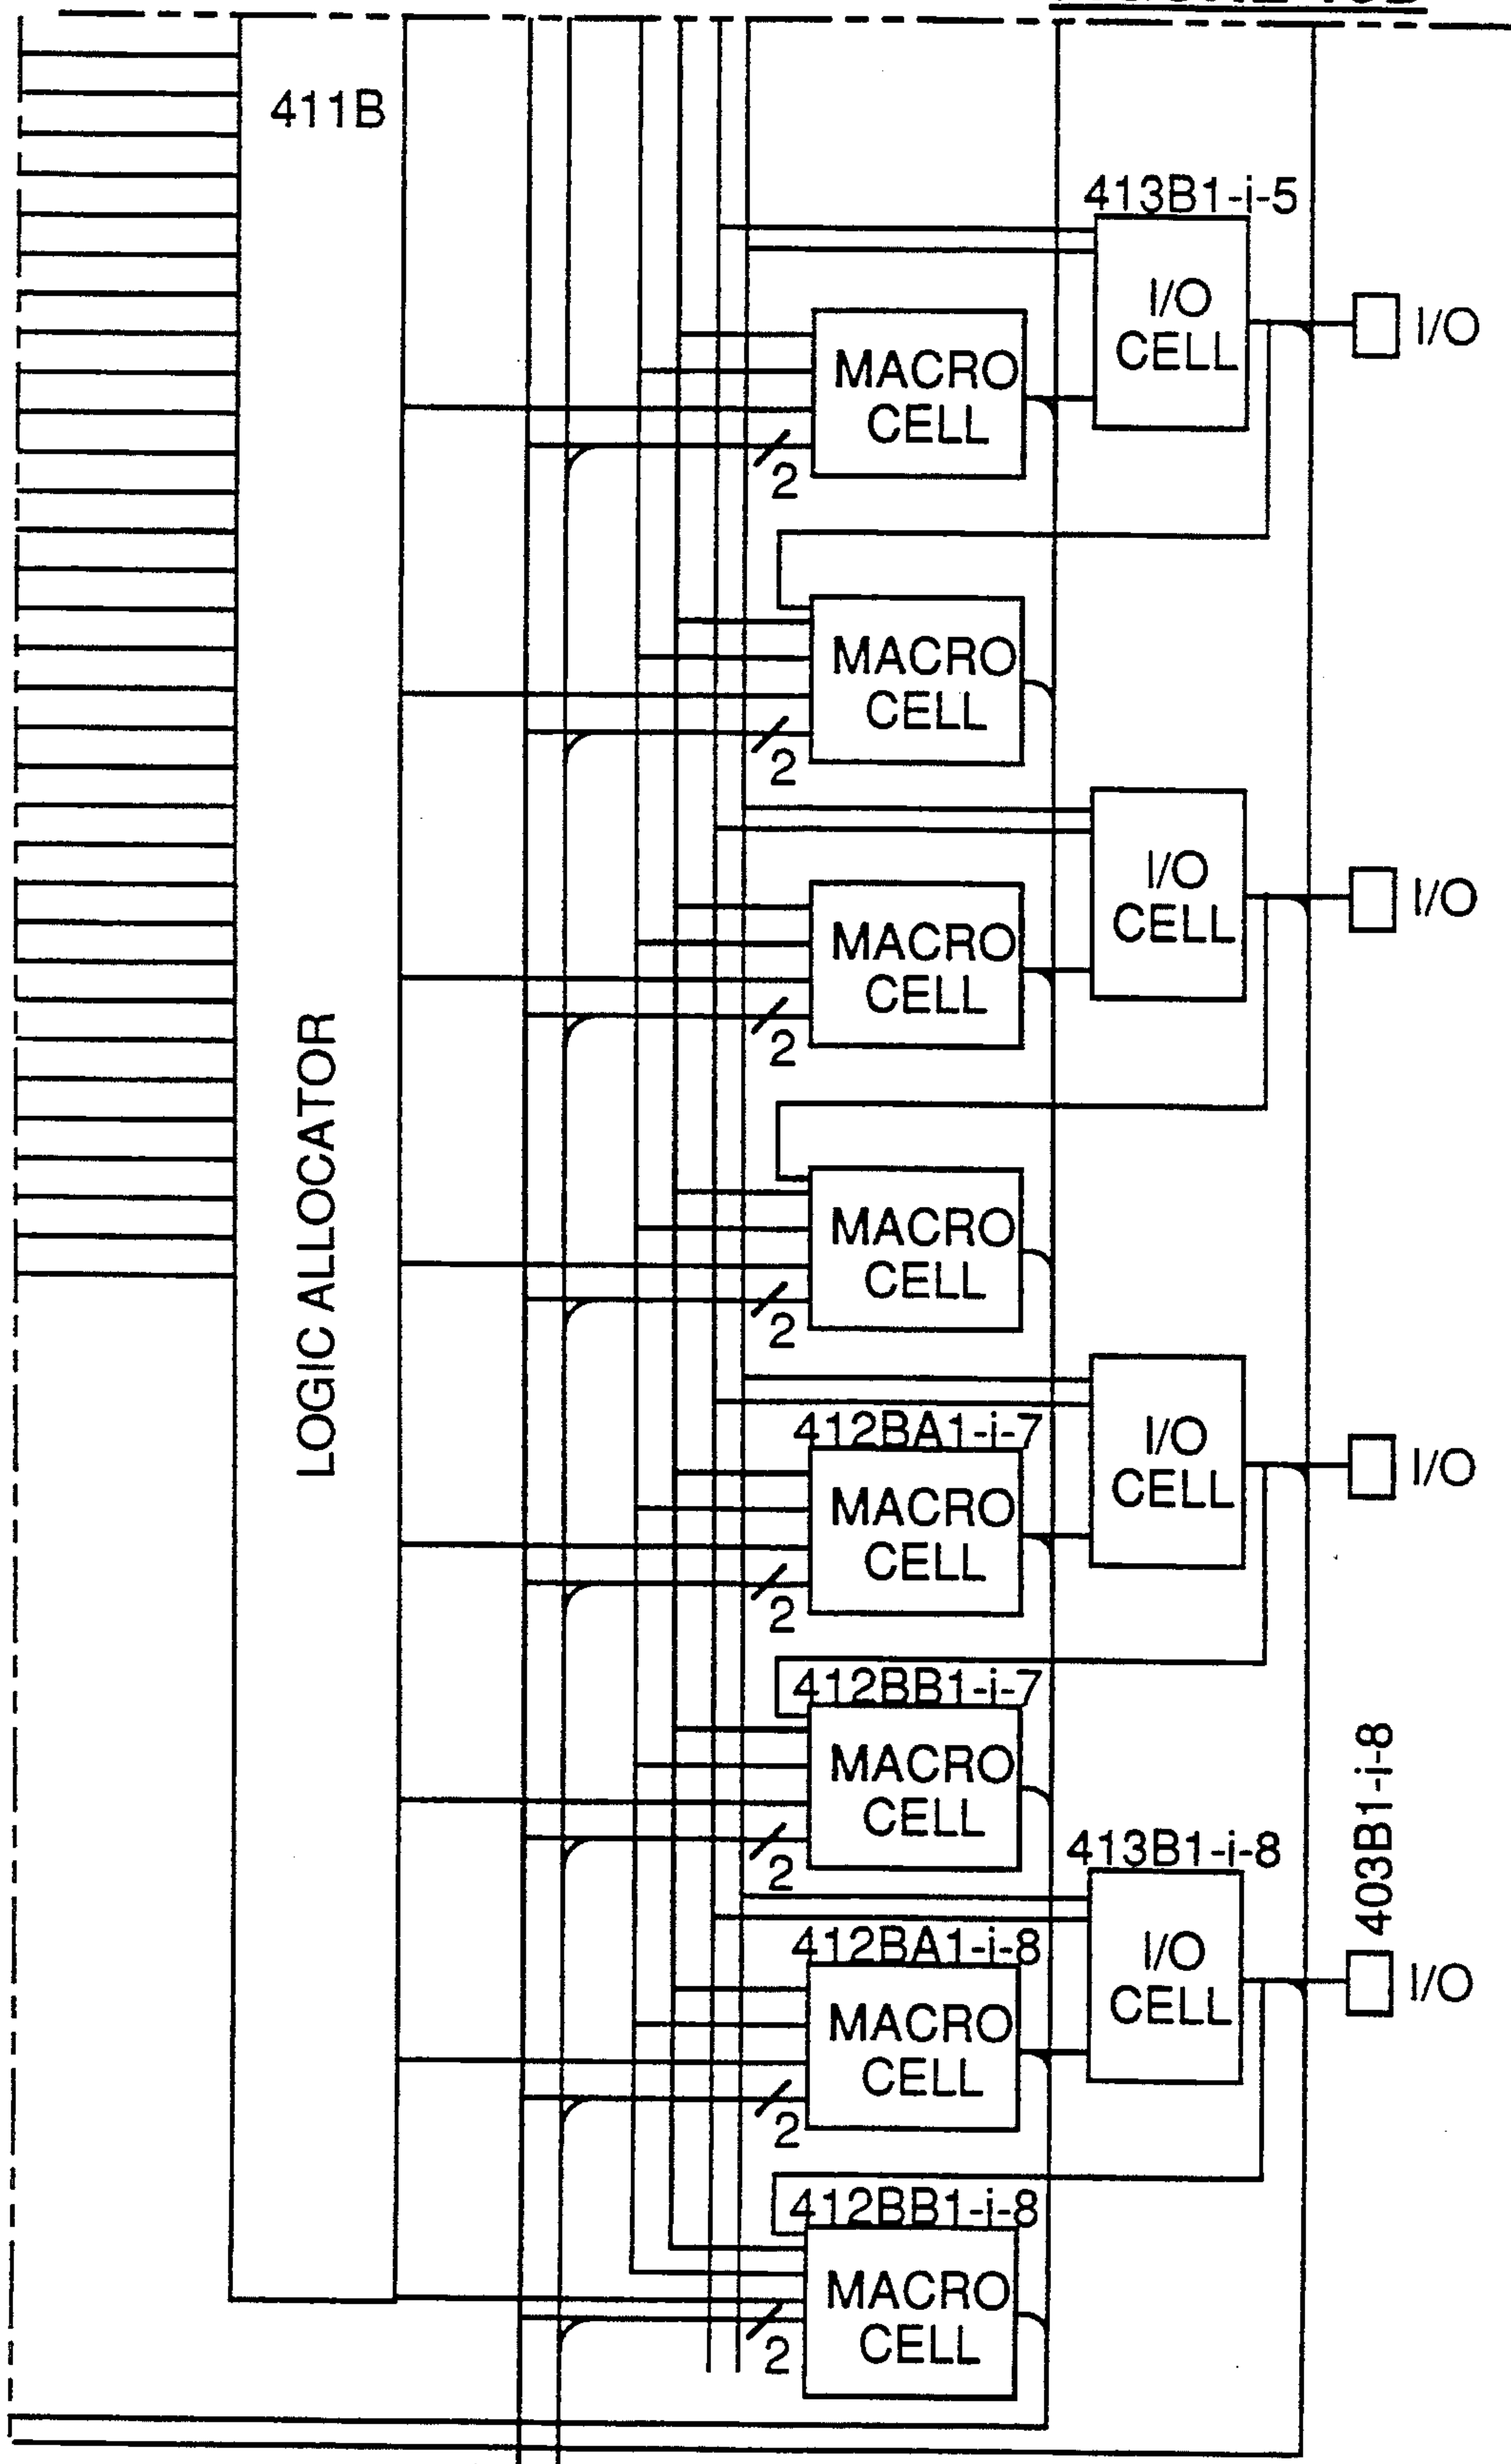 411B
413B1-i-5
I/O
CELL
I/O
MACRO
CELL
2
MACRO
CELL
2
I/O
CELL
I/O
MACRO
CELL
2
LOGIC ALLOCATOR
MACRO
CELL
2
I/O
CELL
I/O
412BA1-i-7
MACRO
CELL
2
412BB1-i-7
MACRO
CELL
2
413B1-i-8
403B1-i-8
I/O
CELL
I/O
412BA1-i-8
MACRO
CELL
2
412BB1-i-8
MACRO
CELL
2